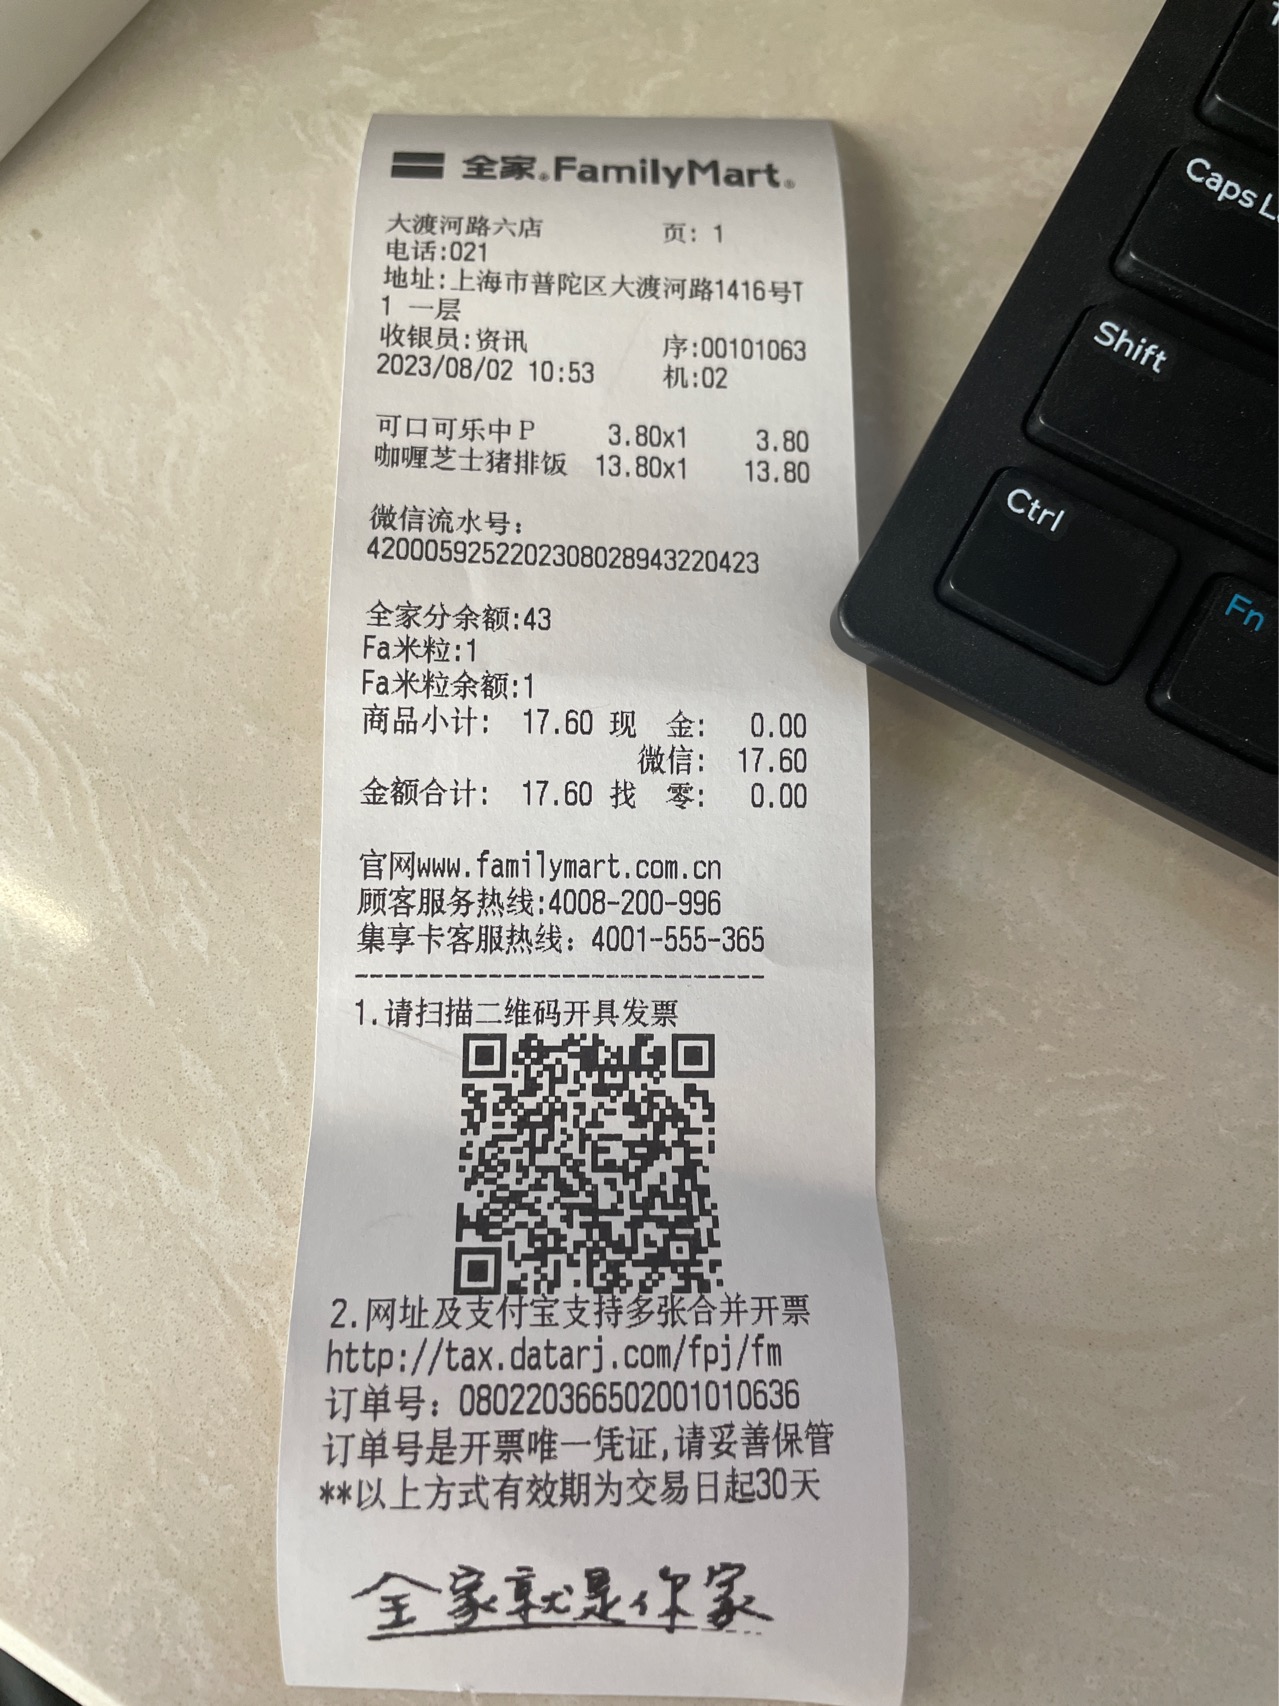 全家®FamilyMart®
大渡河路六店 页: 1
电话:021
地址:上海市普陀区大渡河路1416号T
1 一层
收银员:资讯 序:00101063
2023/08/02 10:53 机:02
可口可乐中P 3.80x1 3.80
咖喱芝士猪排饭 13.80x1 13.80
微信流水号:
4200059252202308028943220423
全家分余额:43
Fa米粒:1
Fa米粒余额:1
商品小计: 17.60 现 金: 0.00
微信: 17.60
金额合计: 17.60 找 零: 0.00
官网www.familymart.com.cn
顾客服务热线:4008-200-996
集享卡客服热线: 4001-555-365
1.请扫描二维码开具发票
2.网址及支付宝支持多张合并开票
http://tax.datarj.com/fpj/fm
订单号: 080220366502001010636
订单号是开票唯一凭证,请妥善保管
**以上方式有效期为交易日起30天
全家就是你家
Caps L
Shift
Ctrl
Fn